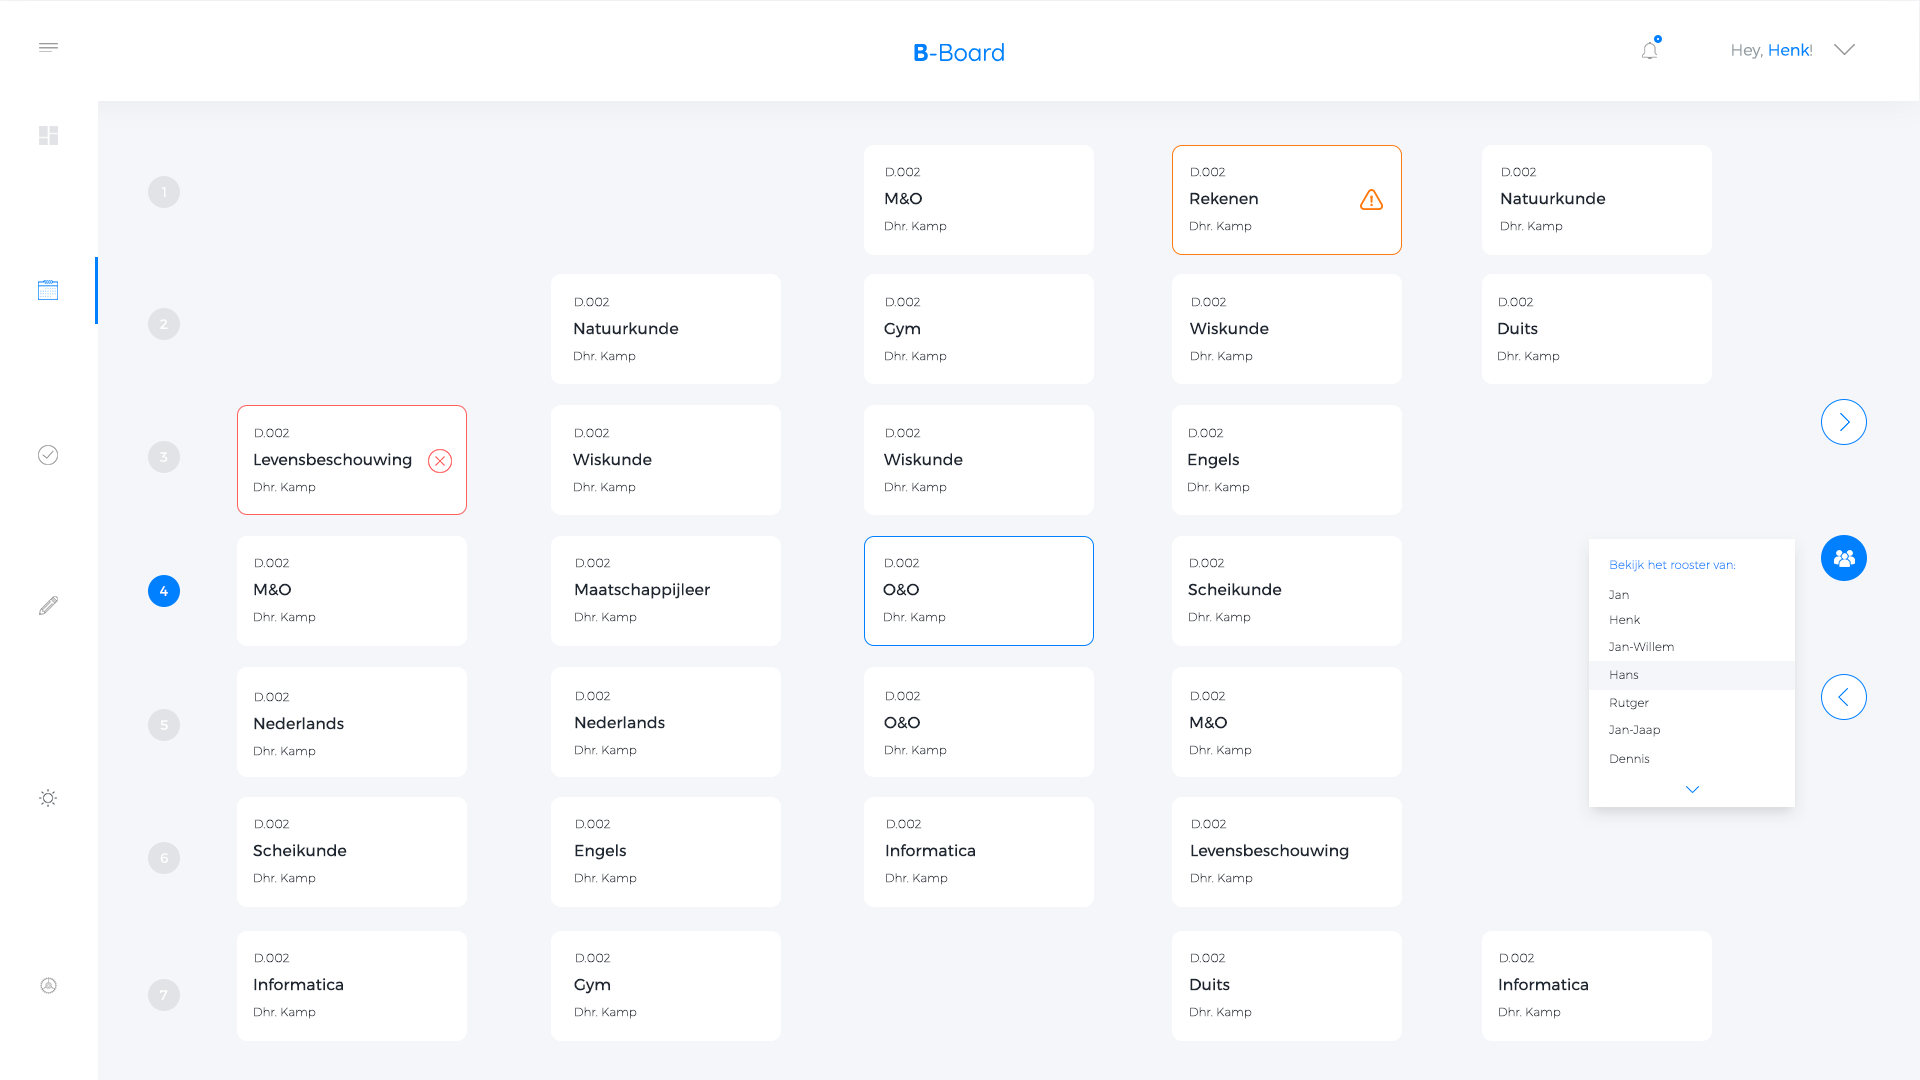 B-Board
Hey, Henk!
1
D.002
M&O
Dhr. Kamp
D.002
Rekenen
Dhr. Kamp
D.002
Natuurkunde
Dhr. Kamp
2
D.002
Natuurkunde
Dhr. Kamp
D.002
Gym
Dhr. Kamp
D.002
Wiskunde
Dhr. Kamp
D.002
Duits
Dhr. Kamp
3
D.002
Levensbeschouwing
Dhr. Kamp
D.002
Wiskunde
Dhr. Kamp
D.002
Wiskunde
Dhr. Kamp
D.002
Engels
Dhr. Kamp
4
D.002
M&O
Dhr. Kamp
D.002
Maatschappijleer
Dhr. Kamp
D.002
O&O
Dhr. Kamp
D.002
Scheikunde
Dhr. Kamp
Bekijk het rooster van:
Jan
Henk
Jan-Willem
Hans
Rutger
Jan-Jaap
Dennis
5
D.002
Nederlands
Dhr. Kamp
D.002
Nederlands
Dhr. Kamp
D.002
O&O
Dhr. Kamp
D.002
M&O
Dhr. Kamp
6
D.002
Scheikunde
Dhr. Kamp
D.002
Engels
Dhr. Kamp
D.002
Informatica
Dhr. Kamp
D.002
Levensbeschouwing
Dhr. Kamp
7
D.002
Informatica
Dhr. Kamp
D.002
Gym
Dhr. Kamp
D.002
Duits
Dhr. Kamp
D.002
Informatica
Dhr. Kamp